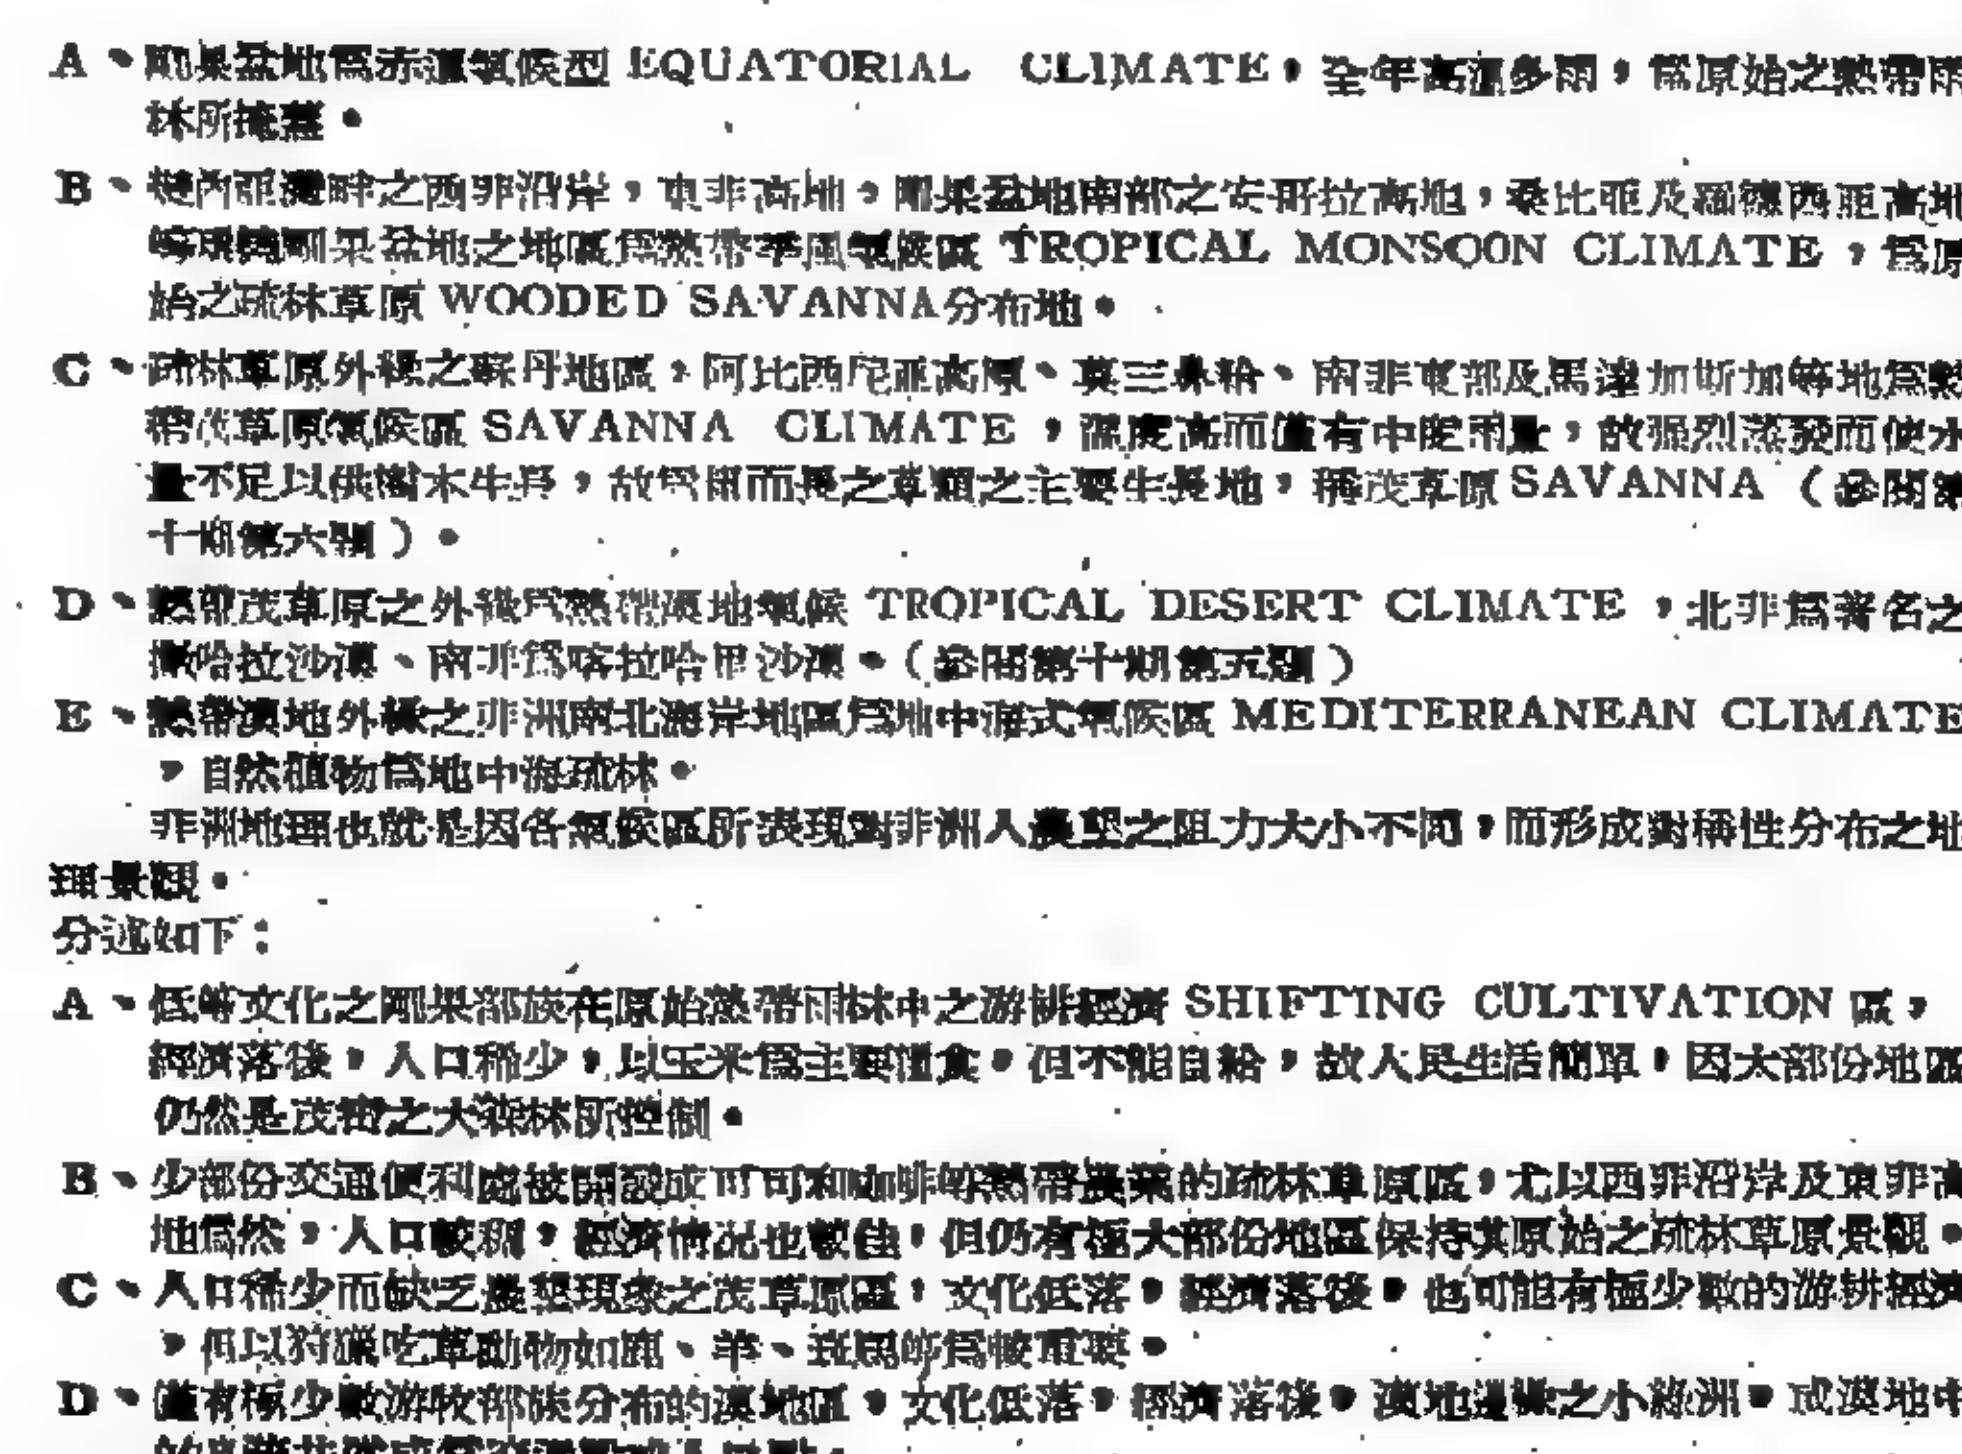 A、剛果盆地爲赤道氣候型 EQUATORIAL CLIMATE，全年高溫多雨，爲原始之熱帶雨
林所掩蓋。
B、幾內亞灣畔之西非沿岸，東非高地，剛果盆地南部之安哥拉高地，桑比亞及羅德西亞高地
等環繞剛果盆地之地區爲熱帶季風氣候區 TROPICAL MONSOON CLIMATE，爲原
始之疏林草原 WOODED SAVANNA分布地。
C、疏林草原外緣之蘇丹地區，阿比西尼亞高原、莫三鼻給、南非東部及馬達加斯加等地爲熱
帶茂草原氣候區 SAVANNA CLIMATE，溫度高而僅有中度雨量，故强烈蒸發而使水
量不足以供樹木生長，故爲耐而長之草類之主要生長地，稱茂草原 SAVANNA（參閱第
十期第六題）。
D、熱帶茂草原之外緣爲熱帶漠地氣候 TROPICAL DESERT CLIMATE，北非爲著名之
撒哈拉沙漠、南非爲喀拉哈里沙漠。（參閱第十期第五題）
E、熱帶漠地外緣之非洲南北海岸地區爲地中海式氣候區 MEDITERRANEAN CLIMATE
，自然植物爲地中海疏林。
非洲地理也就是因各氣候區所表現對非洲人農墾之阻力大小不同，而形成對稱性分布之地
理景觀。
分述如下：
A、低等文化之剛果部族在原始熱帶雨林中之游耕經濟 SHIFTING CULTIVATION 區，
經濟落後，人口稀少，以玉米爲主要糧食。但不能自給，故人民生活簡單，因大部份地區
仍然是茂密之大森林所控制。
B、少部份交通便利處被開設成可可和咖啡等熱帶農業的疏林草原區，尤以西非沿岸及東非高
地爲然，人口較稠，經濟情况也較佳，但仍有極大部份地區保持其原始之疏林草原景觀。
C、人口稀少而缺乏農墾現象之茂草原區，文化低落，經濟落後，也可能有極少數的游耕經濟
，但以狩獵吃草動物如鹿、羊、斑馬等爲較重要。
D、僅有極少數游牧部族分布的漠地區，文化低落，經濟落後，漠地邊緣之小綠洲，成漠地中